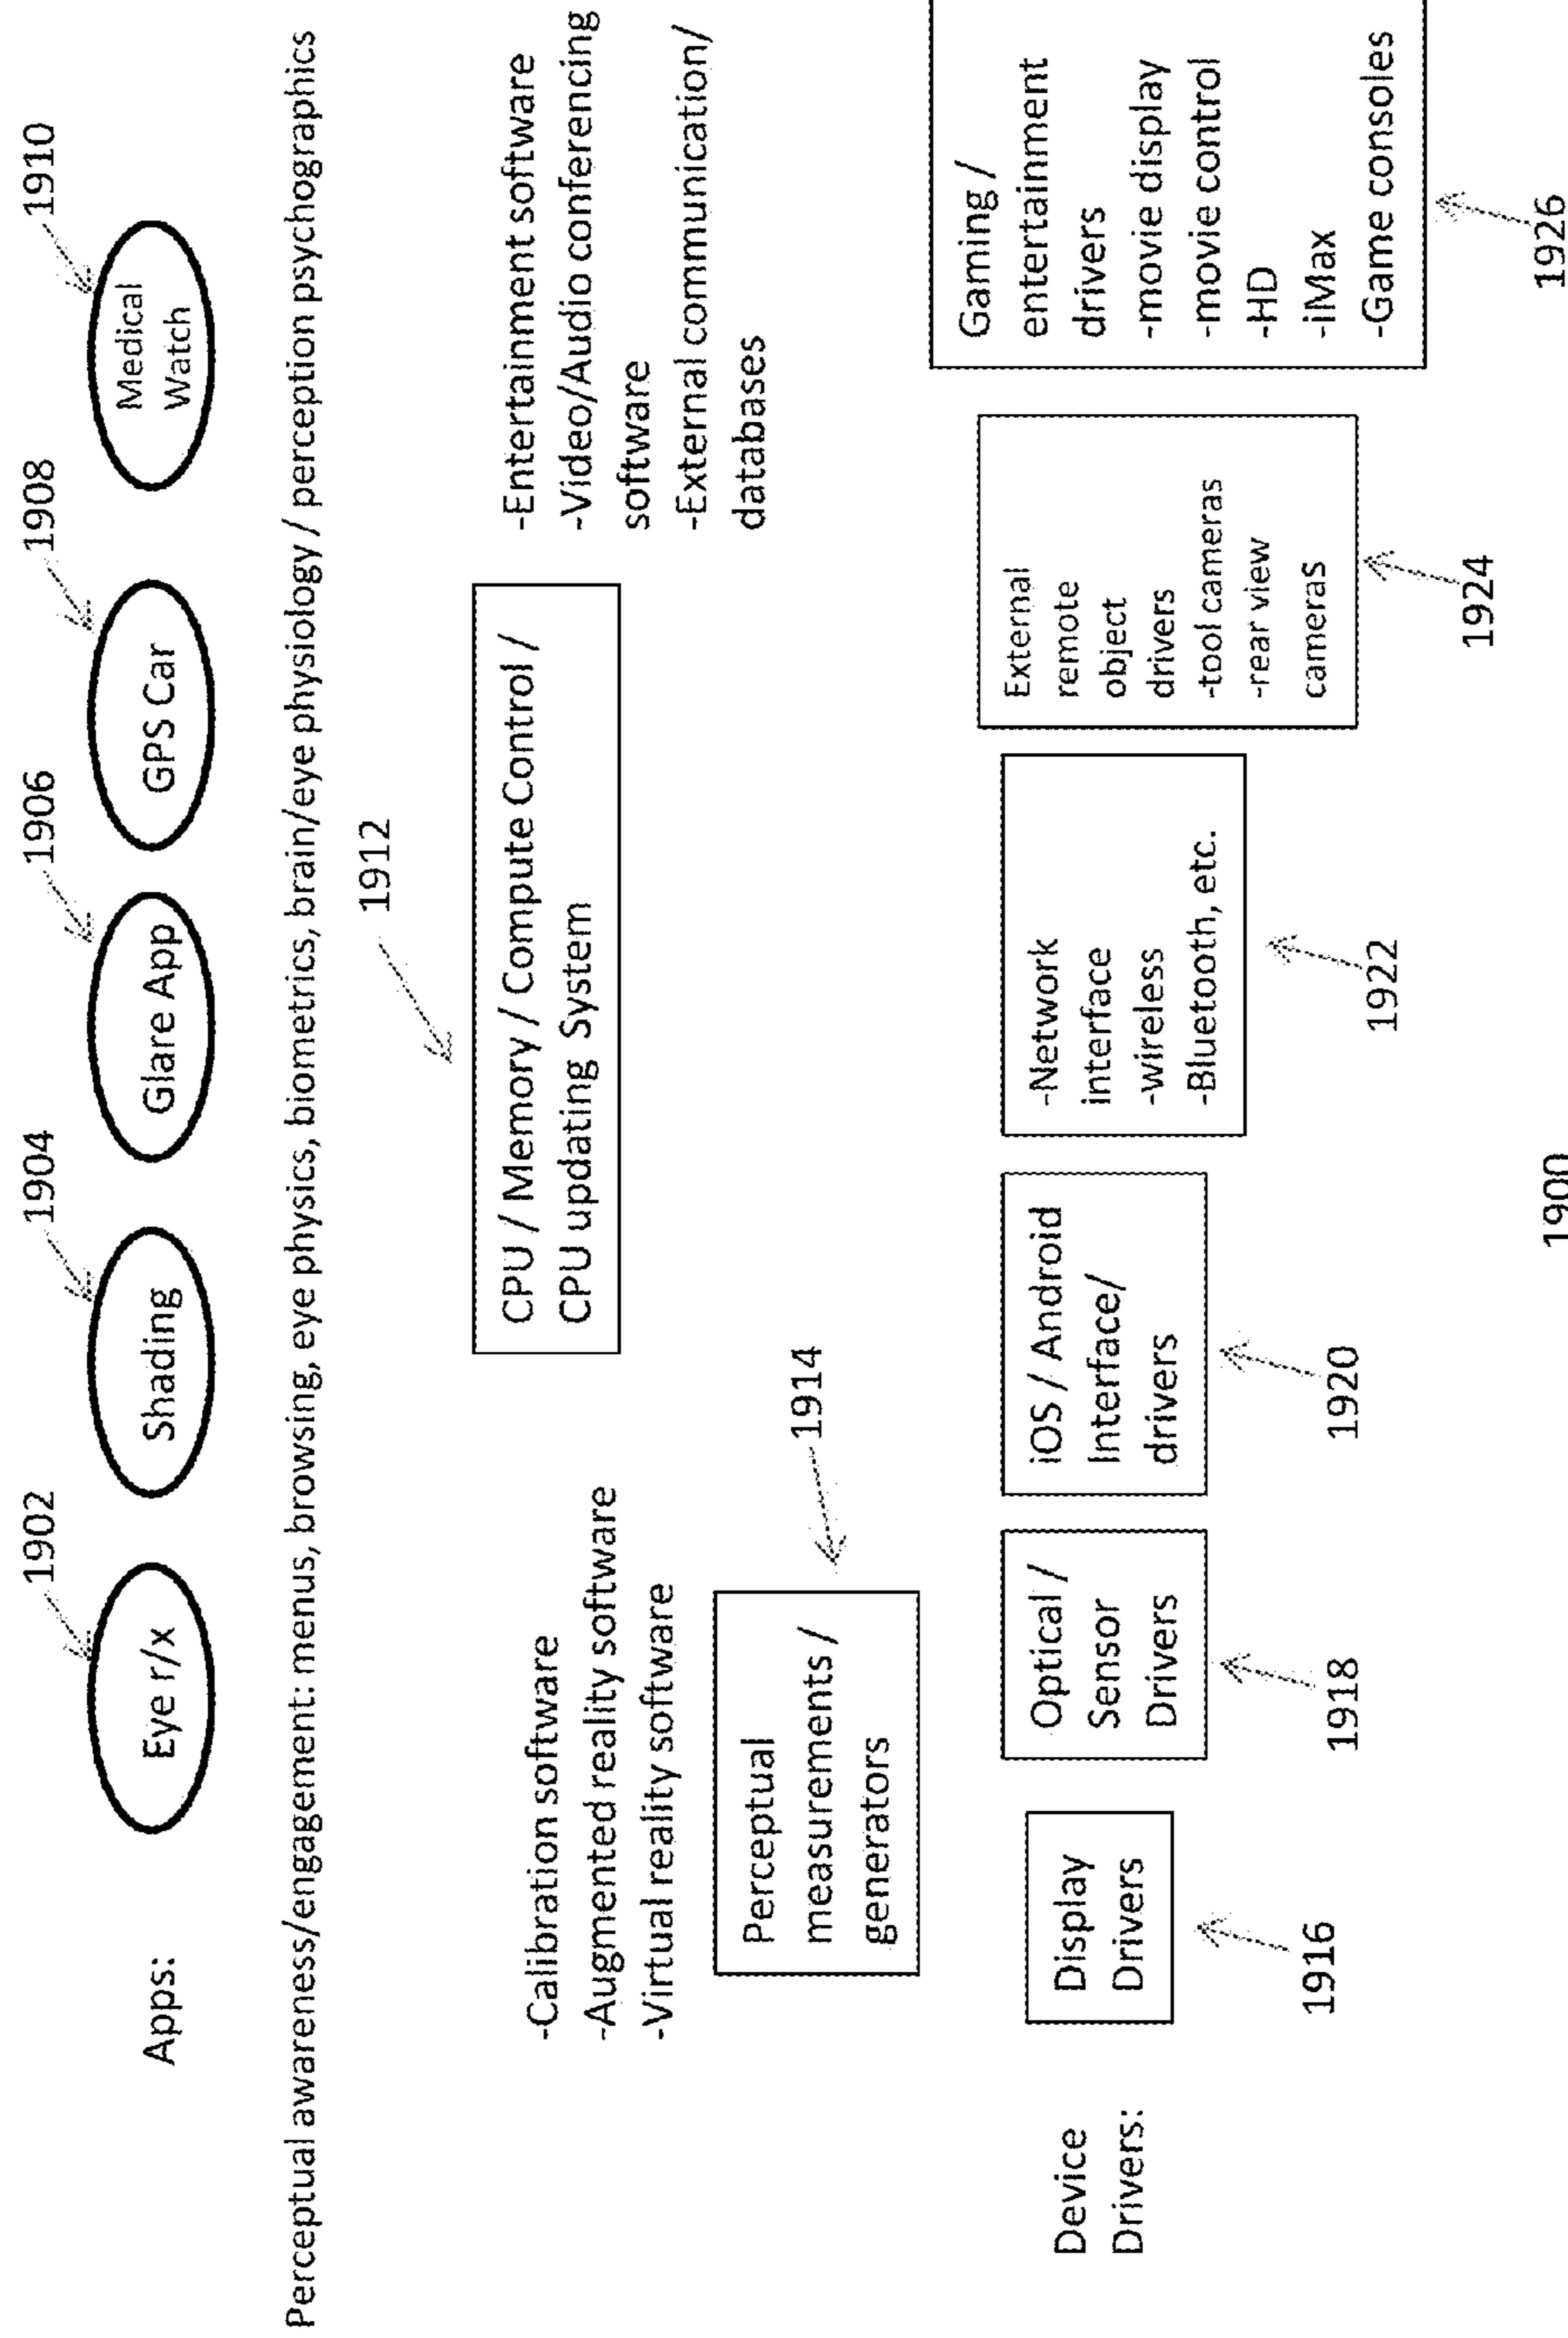 1902
1904
1906
1908
1910
Apps:
Eye r/x
Shading
Glare App
GPS Car
Medical
Watch
Perceptual awareness/engagement: menus, browsing, eye physics, biometrics, brain/eye physiology / perception psychographics
1912
-Calibration software
-Augmented reality software
-Virtual reality software
CPU / Memory / Compute Control /
CPU updating System
-Entertainment software
-Video/Audio conferencing
software
-External communication/
databases
1914
Perceptual
measurements /
generators
Device
Drivers:
Display
Drivers
Optical /
Sensor
Drivers
iOS / Android
Interface/
drivers
-Network
interface
-wireless
-Bluetooth, etc.
External
remote
object
drivers
-tool cameras
-rear view
cameras
Gaming /
entertainment
drivers
-movie display
-movie control
-HD
-iMax
-Game consoles
1916
1918
1920
1922
1924
1926
1900